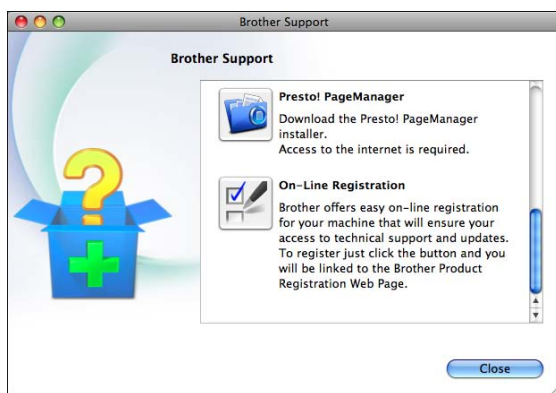 Brother Support
Brother Support
Presto! PageManager
Download the Presto! PageManager
installer.
Access to the internet is required.
On-Line Registration
Brother offers easy on-line registration
for your machine that will ensure your
access to technical support and updates.
To register just click the button and you
will be linked to the Brother Product
Registration Web Page.
Close